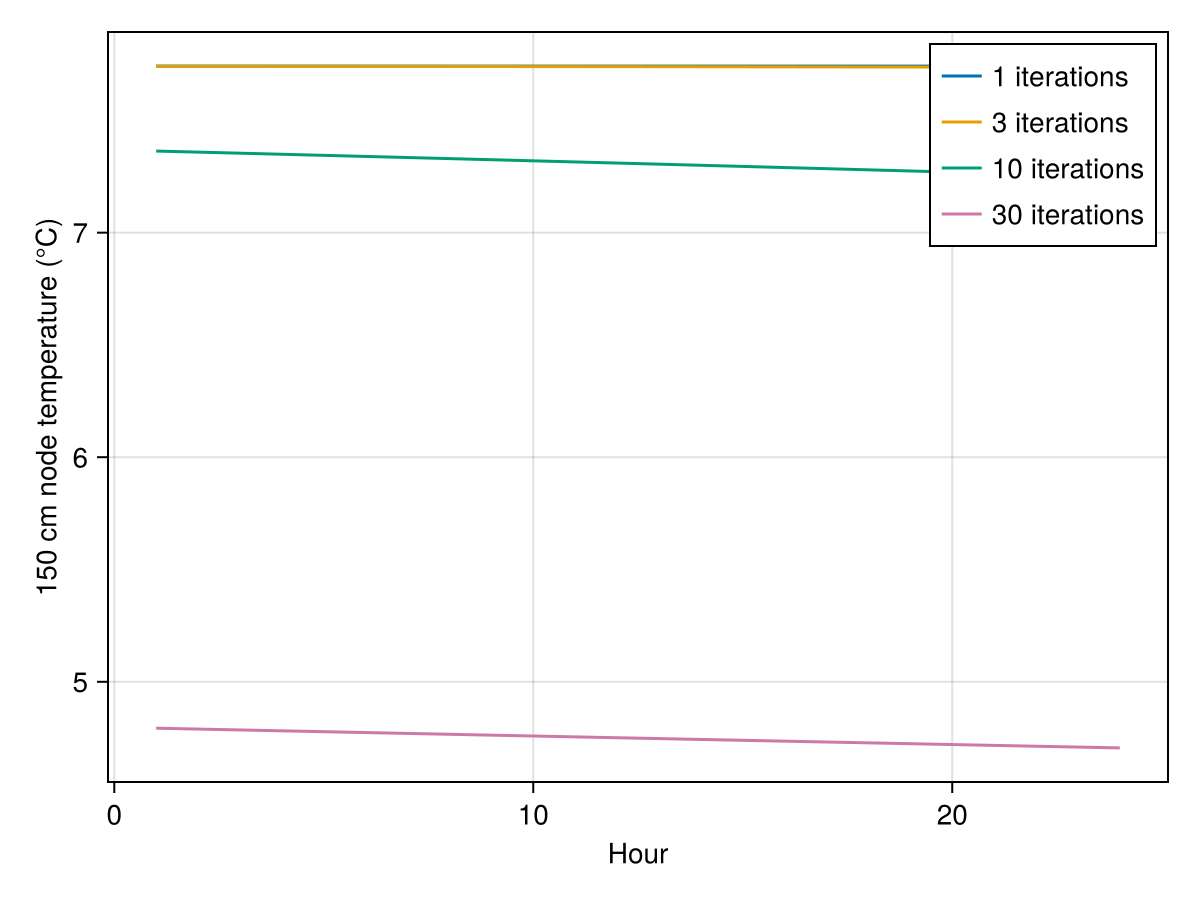 1 iterations
3 iterations
10 iterations
30 iterations
150 cm node temperature (°C)
7
6
5
0
10
20
Hour